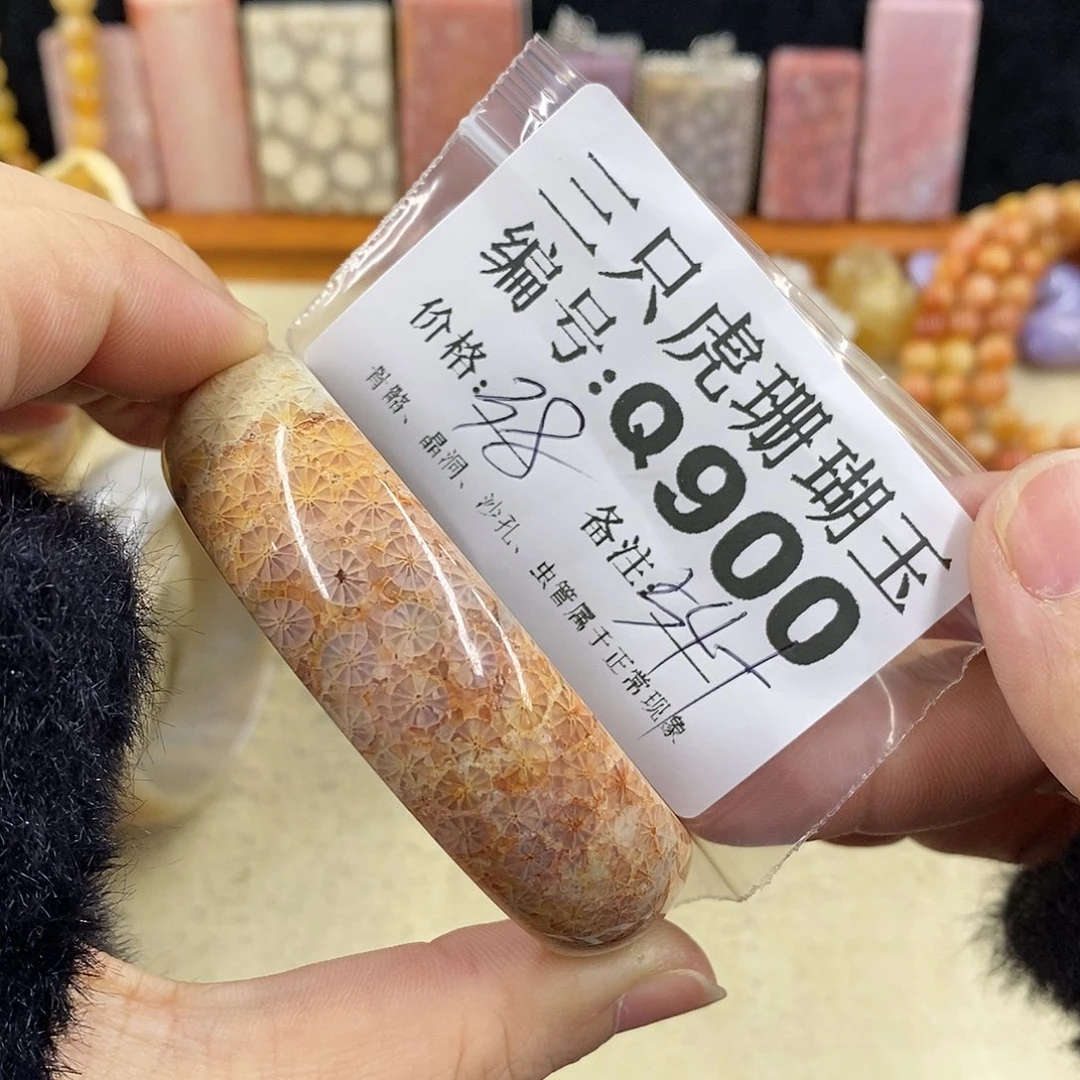 三只虎珊瑚玉
编号:Q900
价格:38
备注
骨骼、晶洞、沙孔、虫管属于正常现象、